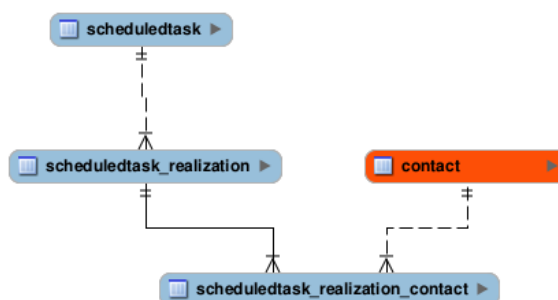 scheduledtask
scheduledtask_realization
contact
scheduledtask_realization_contact